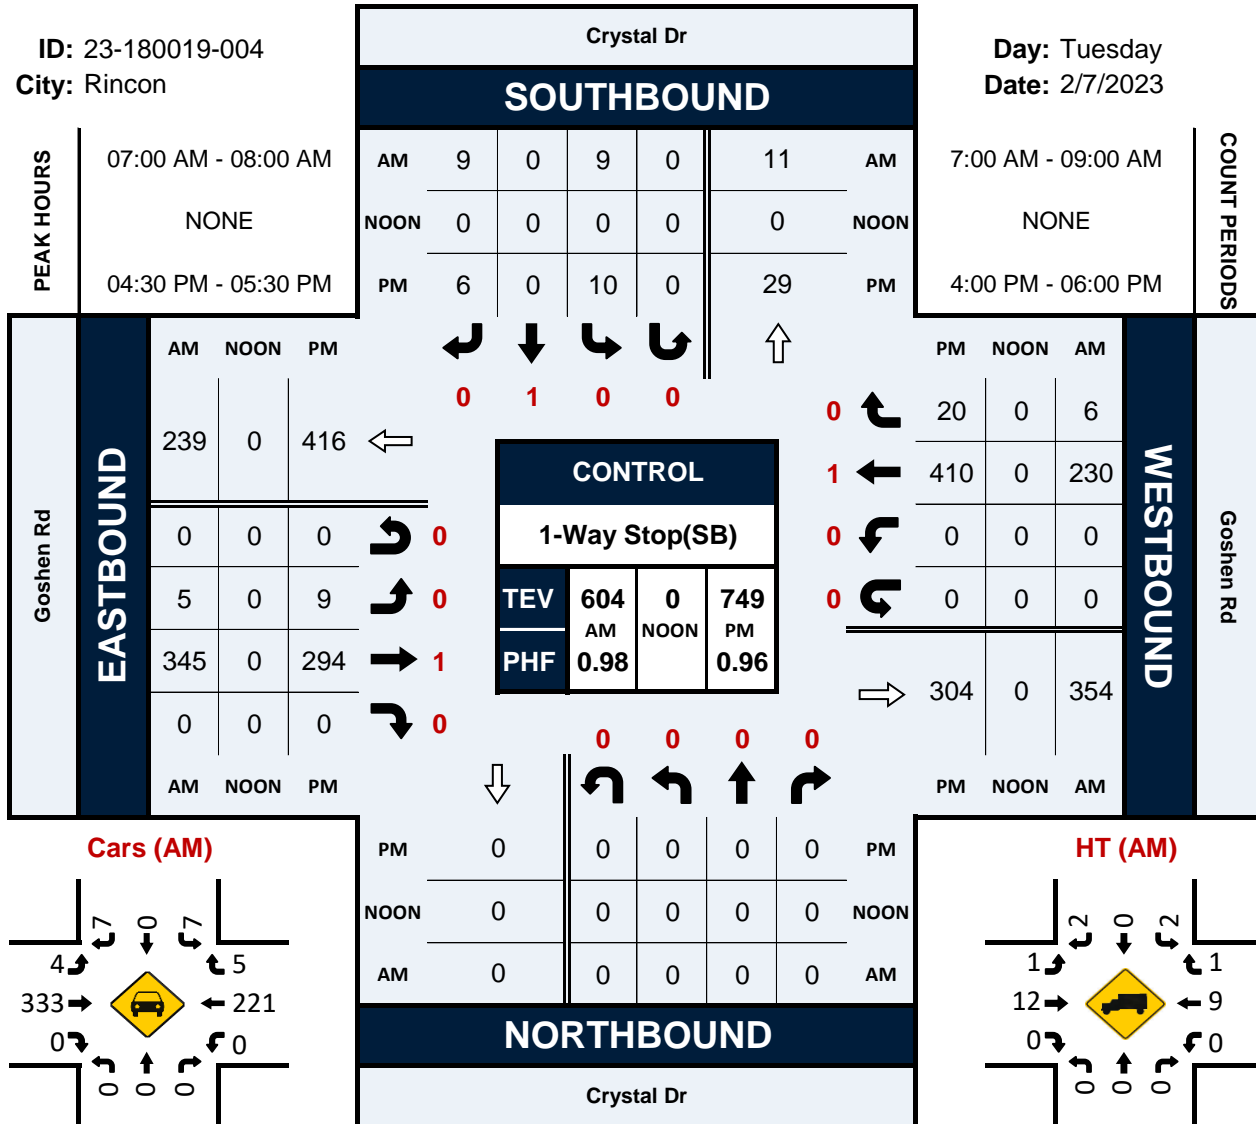 Crystal Dr
ID: 23-180019-004
City: Rincon
Day: Tuesday
Date: 2/7/2023
SOUTHBOUND
PEAK HOURS
07:00 AM - 08:00 AM
NONE
04:30 PM - 05:30 PM
AM 9 0 9 0 11 AM
NOON 0 0 0 0 0 NOON
PM 6 0 10 0 29 PM
7:00 AM - 09:00 AM
NONE
4:00 PM - 06:00 PM
COUNT PERIODS
0 1 0 0
Goshen Rd
EASTBOUND
AM NOON PM
239 0 416
0 0 0 0
5 0 9 0
345 0 294 1
0 0 0 0
AM NOON PM
CONTROL
1-Way Stop(SB)
TEV 604 0 749
AM NOON PM
PHF 0.98 0.96
PM NOON AM
0 20 0 6
1 410 0 230
0 0 0 0
0 0 0 0
304 0 354
PM NOON AM
WESTBOUND
Goshen Rd
0 0 0 0
PM 0 0 0 0 0 PM
NOON 0 0 0 0 0 NOON
AM 0 0 0 0 0 AM
NORTHBOUND
Crystal Dr
Cars (AM)
7 0 7
4 5
333 221
0 0
0 0 0
HT (AM)
2 0 2
1 1
12 9
0 0
0 0 0